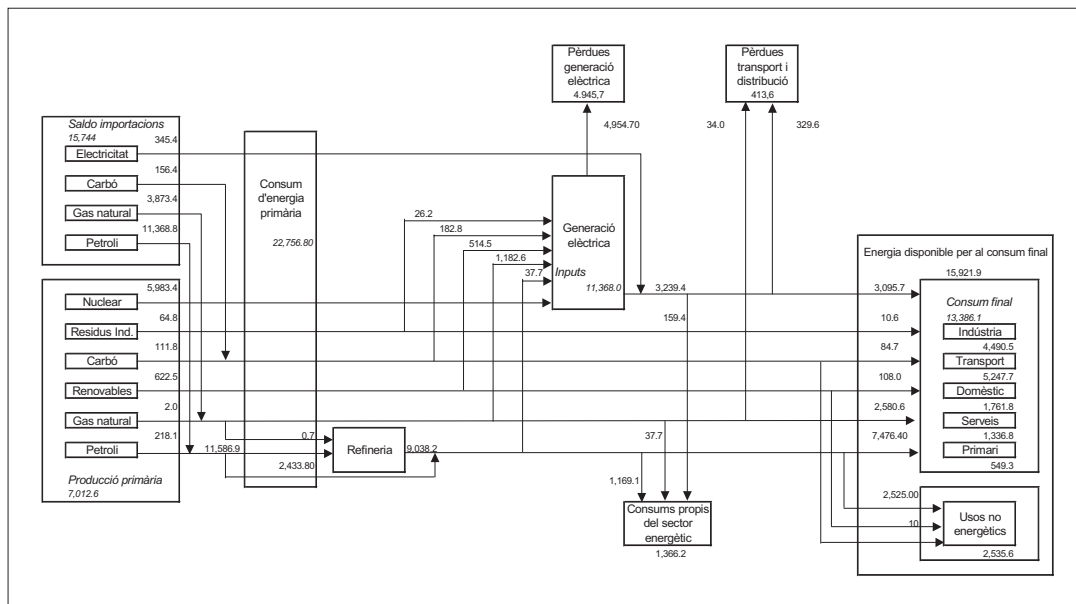 Pèrdues
generació
elèctrica
4.945,7
Pèrdues
transport i
distribució
413,6
4,954.70
34.0
329.6
Saldo importacions
15,744
345.4
Electricitat
156.4
Carbó
3,873.4
Gas natural
11,368.8
Petroli
Consum
d'energia
primària
22,756.80
26.2
182.8
514.5
1,182.6
37.7
Generació
elèctrica
Inputs
11,368.0
3,239.4
159.4
5,983.4
Nuclear
64.8
Residus Ind.
111.8
Carbó
622.5
Renovables
2.0
Gas natural
218.1
Petroli
11,586.9
Producció primària
7,012.6
0.7
2,433.80
Refineria
9,038.2
37.7
1,169.1
Consums propis
del sector
energètic
1,366.2
Energia disponible per al consum final
15,921.9
3,095.7
10.6
84.7
108.0
2,580.6
7,476.40
Consum final
13,386.1
Indústria
4,490.5
Transport
5,247.7
Domèstic
1,761.8
Serveis
1,336.8
Primari
549.3
2,525.00
10
Usos no
energètics
2,535.6